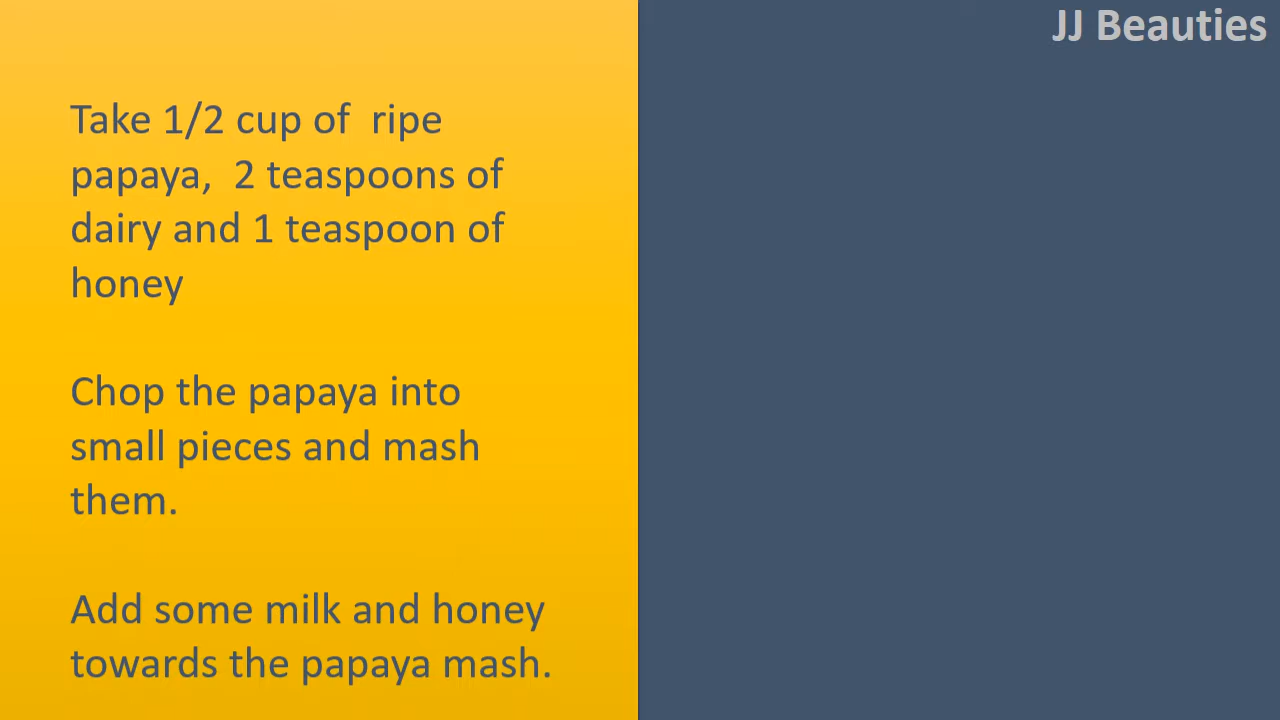 JJ Beauties
Take 1/2 cup of  ripe
papaya,  2 teaspoons of
dairy and 1 teaspoon of
honey
Chop the papaya into
small pieces and mash
them.
Add some milk and honey
towards the papaya mash.